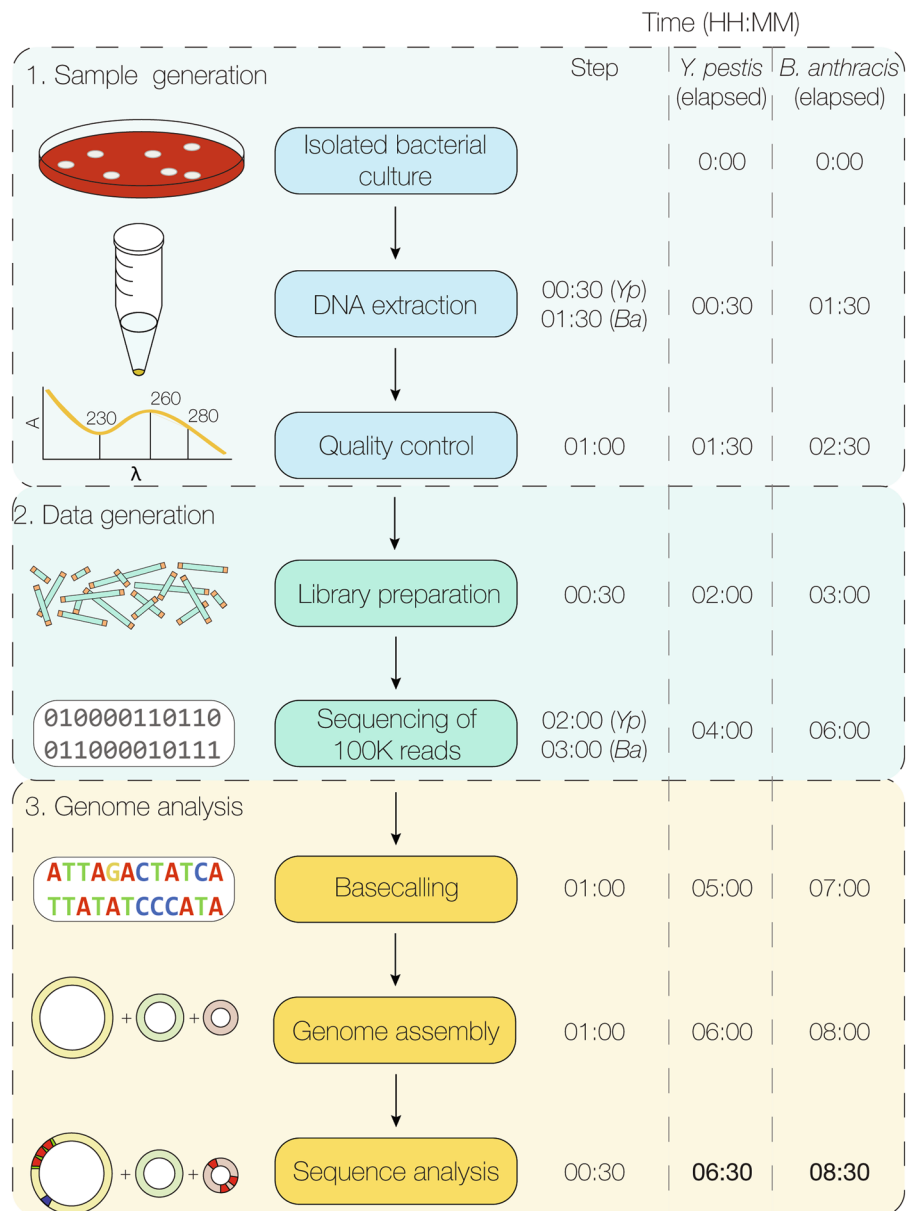 Time (HH:MM)
1. Sample generation
Step
Y. pestis
(elapsed)
B. anthracis
(elapsed)
Isolated bacterial
culture
0:00
0:00
DNA extraction
00:30 (Yp)
01:30 (Ba)
00:30
01:30
A
230
260
280
λ
Quality control
01:00
01:30
02:30
2. Data generation
Library preparation
00:30
02:00
03:00
010000110110
011000010111
Sequencing of
100K reads
02:00 (Yp)
03:00 (Ba)
04:00
06:00
3. Genome analysis
ATTAGACTATCA
TTATATCCCATA
Basecalling
01:00
05:00
07:00
+ +
Genome assembly
01:00
06:00
08:00
+ +
Sequence analysis
00:30
06:30
08:30